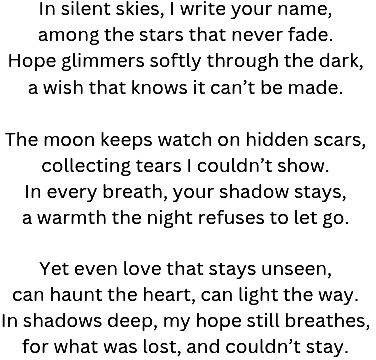 In silent skies, I write your name,
among the stars that never fade.
Hope glimmers softly through the dark,
a wish that knows it can’t be made.

The moon keeps watch on hidden scars,
collecting tears I couldn’t show.
In every breath, your shadow stays,
a warmth the night refuses to let go.

Yet even love that stays unseen,
can haunt the heart, can light the way.
In shadows deep, my hope still breathes,
for what was lost, and couldn’t stay.